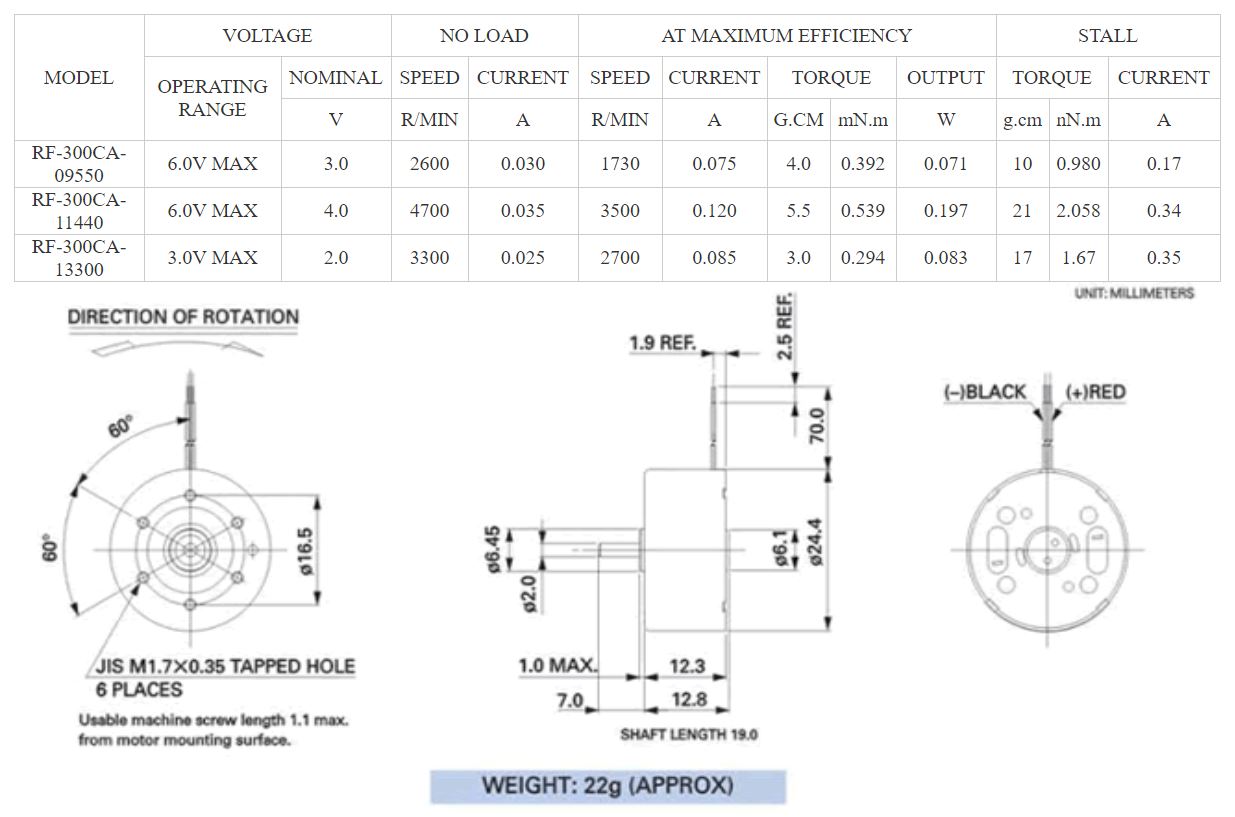 MODEL VOLTAGE NO LOAD AT MAXIMUM EFFICIENCY STALL
OPERATING RANGE NOMINAL SPEED CURRENT SPEED CURRENT TORQUE OUTPUT TORQUE CURRENT
V R/MIN A R/MIN A G.CM mN.m W g.cm nN.m A
RF-300CA-09550 6.0V MAX 3.0 2600 0.030 1730 0.075 4.0 0.392 0.071 10 0.980 0.17
RF-300CA-11440 6.0V MAX 4.0 4700 0.035 3500 0.120 5.5 0.539 0.197 21 2.058 0.34
RF-300CA-13300 3.0V MAX 2.0 3300 0.025 2700 0.085 3.0 0.294 0.083 17 1.67 0.35
UNIT: MILLIMETERS
DIRECTION OF ROTATION
60°
60°
ø16.5
JIS M1.7×0.35 TAPPED HOLE
6 PLACES
Usable machine screw length 1.1 max.
from motor mounting surface.
1.9 REF.
2.5 REF.
70.0
ø6.45
ø2.0
ø6.1
ø24.4
1.0 MAX.
12.3
7.0
12.8
SHAFT LENGTH 19.0
(–)BLACK
(+)RED
WEIGHT: 22g (APPROX)